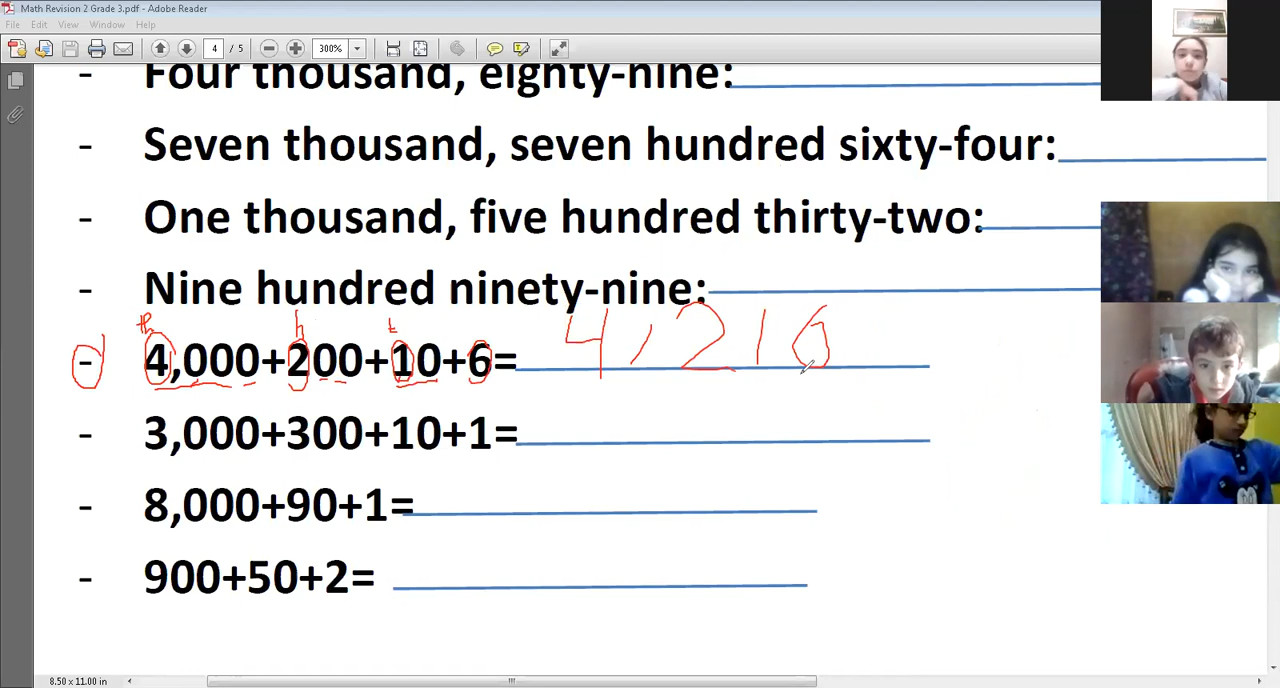 Math Revision 2 Grade 3.pdf - Adobe Reader
File Edit View Window Help
4 / 5 300%
- Four thousand, eighty-nine:
- Seven thousand, seven hundred sixty-four:
- One thousand, five hundred thirty-two:
- Nine hundred ninety-nine:
th h t
- 4,000+200+10+6= 4,216
- 3,000+300+10+1=
- 8,000+90+1=
- 900+50+2=
8.50 x 11.00 in